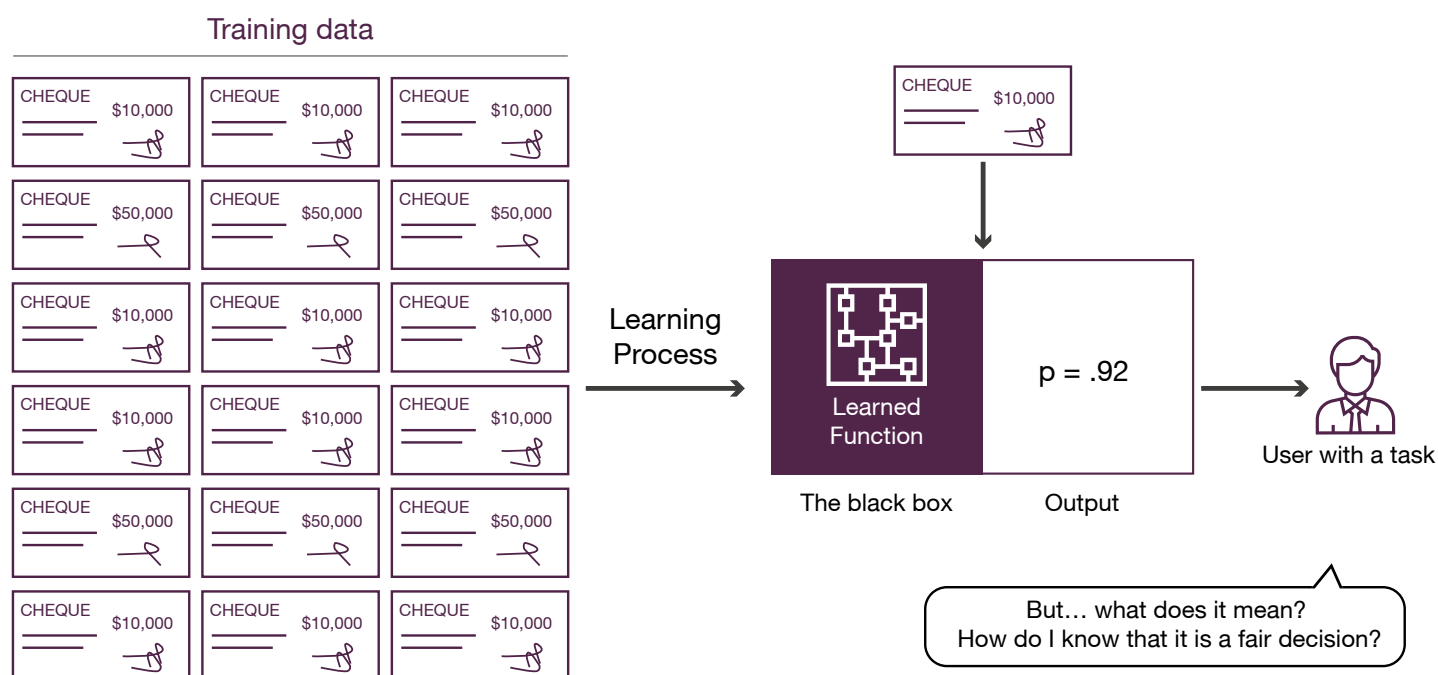 Training data
CHEQUE
$10,000
CHEQUE
$10,000
CHEQUE
$10,000
CHEQUE
$50,000
CHEQUE
$50,000
CHEQUE
$50,000
CHEQUE
$10,000
CHEQUE
$10,000
CHEQUE
$10,000
CHEQUE
$10,000
CHEQUE
$10,000
CHEQUE
$10,000
CHEQUE
$50,000
CHEQUE
$50,000
CHEQUE
$50,000
CHEQUE
$10,000
CHEQUE
$10,000
CHEQUE
$10,000
Learning
Process
CHEQUE
$10,000
Learned
Function
p = .92
The black box
Output
User with a task
But… what does it mean?
How do I know that it is a fair decision?